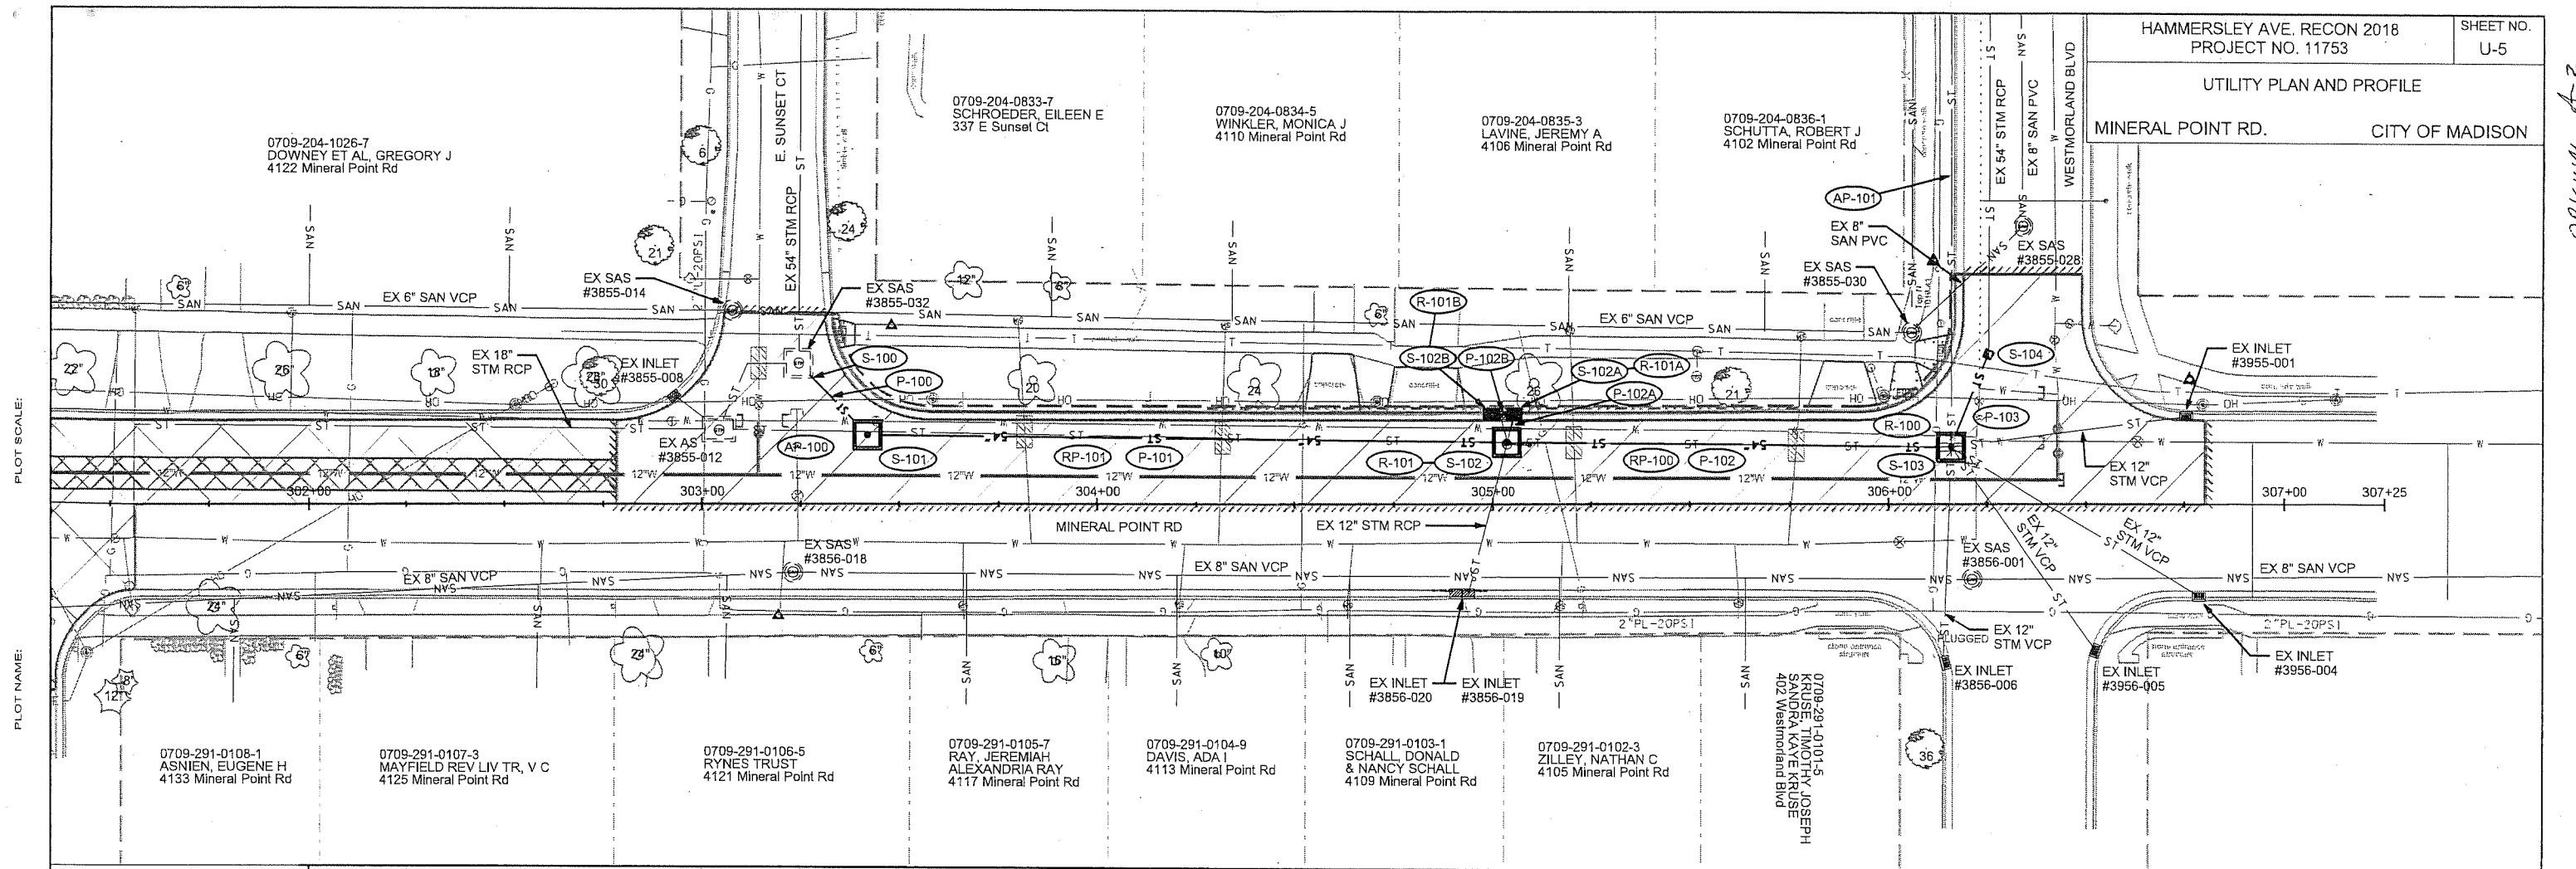 HAMMERSLEY AVE. RECON 2018
PROJECT NO. 11753
SHEET NO.
U-5
UTILITY PLAN AND PROFILE
MINERAL POINT RD.
CITY OF MADISON
PLOT SCALE:
PLOT NAME:
0709-204-1026-7
DOWNEY ET AL, GREGORY J
4122 Mineral Point Rd
0709-204-0833-7
SCHROEDER, EILEEN E
337 E Sunset Ct
0709-204-0834-5
WINKLER, MONICA J
4110 Mineral Point Rd
0709-204-0835-3
LAVINE, JEREMY A
4106 Mineral Point Rd
0709-204-0836-1
SCHUTTA, ROBERT J
4102 Mineral Point Rd
E. SUNSET CT
EX 54" STM RCP
EX 54" STM RCP
EX 8" SAN PVC
WESTMORLAND BLVD
AP-101
EX 8"
SAN PVC
EX SAS
#3855-030
EX SAS
#3855-028
EX SAS
#3855-014
EX SAS
#3855-032
EX 6" SAN VCP
EX 6" SAN VCP
EX 18"
STM RCP
EX INLET
#3855-008
EX AS
#3855-012
S-100
P-100
AP-100
S-101
RP-101
P-101
R-101B
S-102B
P-102B
S-102A
R-101A
P-102A
R-101
S-102
RP-100
P-102
R-100
S-103
P-103
S-104
EX INLET
#3955-001
EX 12"
STM VCP
302+00
303+00
304+00
305+00
306+00
307+00
307+25
MINERAL POINT RD
EX 12" STM RCP
EX SAS
#3856-018
EX 8" SAN VCP
EX 8" SAN VCP
EX 8" SAN VCP
EX SAS
#3856-001
EX 12"
STM VCP
EX 12"
STM VCP
2"PL-20PSI
2"PL-20PSI
PLUGGED
EX 12"
STM VCP
EX INLET
#3856-020
EX INLET
#3856-019
EX INLET
#3856-006
EX INLET
#3956-005
EX INLET
#3956-004
0709-291-0108-1
ASNIEN, EUGENE H
4133 Mineral Point Rd
0709-291-0107-3
MAYFIELD REV LIV TR, V C
4125 Mineral Point Rd
0709-291-0106-5
RYNES TRUST
4121 Mineral Point Rd
0709-291-0105-7
RAY, JEREMIAH
ALEXANDRIA RAY
4117 Mineral Point Rd
0709-291-0104-9
DAVIS, ADA I
4113 Mineral Point Rd
0709-291-0103-1
SCHALL, DONALD
& NANCY SCHALL
4109 Mineral Point Rd
0709-291-0102-3
ZILLEY, NATHAN C
4105 Mineral Point Rd
0709-291-0101-5
KRUSE, TIMOTHY JOSEPH
SANDRA KAYE KRUSE
402 Westmorland Blvd